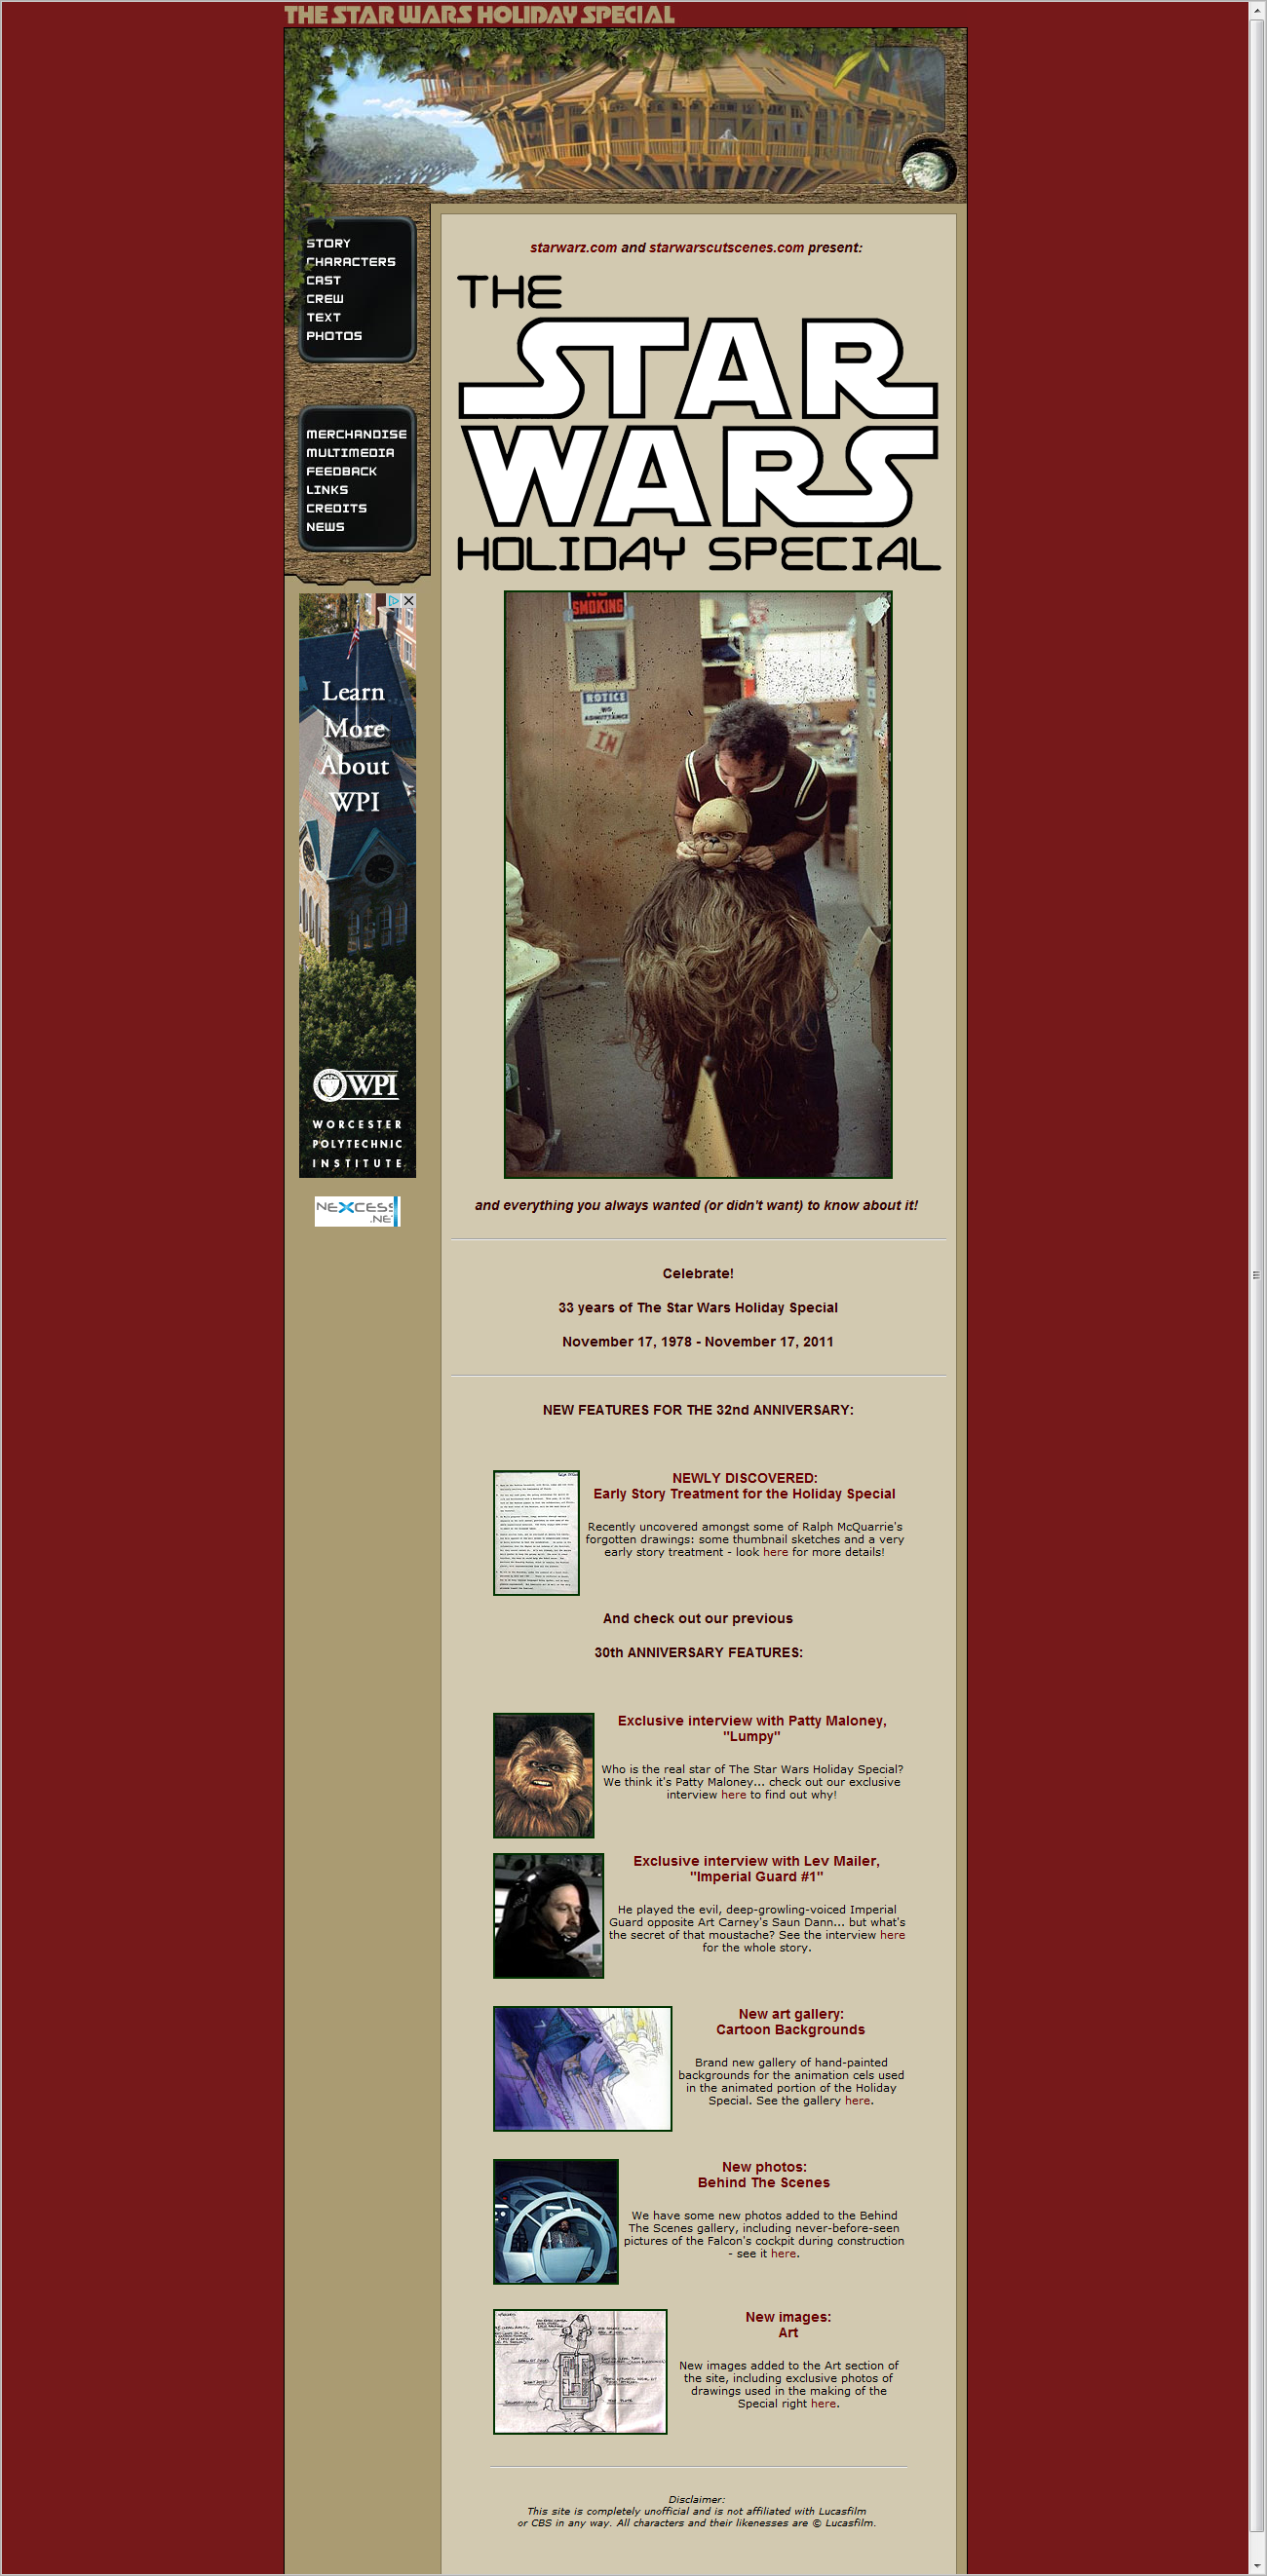 THE STAR WARS HOLIDAY SPECIAL
STORY
CHARACTERS
CAST
CREW
TEXT
PHOTOS
MERCHANDISE
MULTIMEDIA
FEEDBACK
LINKS
CREDITS
NEWS
Learn
More
About
WPI
WPI
WORCESTER
POLYTECHNIC
INSTITUTE
NEXCESS
.NE
starwarz.com and starwarscutscenes.com present:
THE
STAR
WARS
HOLIDAY SPECIAL
NO
SMOKING
NOTICE
NO
ADMITTANCE
IN
and everything you always wanted (or didn't want) to know about it!
Celebrate!
33 years of The Star Wars Holiday Special
November 17, 1978 - November 17, 2011
NEW FEATURES FOR THE 32nd ANNIVERSARY:
NEWLY DISCOVERED:
Early Story Treatment for the Holiday Special
Recently uncovered amongst some of Ralph McQuarrie's
forgotten drawings: some thumbnail sketches and a very
early story treatment - look here for more details!
And check out our previous
30th ANNIVERSARY FEATURES:
Exclusive interview with Patty Maloney,
"Lumpy"
Who is the real star of The Star Wars Holiday Special?
We think it's Patty Maloney... check out our exclusive
interview here to find out why!
Exclusive interview with Lev Mailer,
"Imperial Guard #1"
He played the evil, deep-growling-voiced Imperial
Guard opposite Art Carney's Saun Dann... but what's
the secret of that moustache? See the interview here
for the whole story.
New art gallery:
Cartoon Backgrounds
Brand new gallery of hand-painted
backgrounds for the animation cels used
in the animated portion of the Holiday
Special. See the gallery here.
New photos:
Behind The Scenes
We have some new photos added to the Behind
The Scenes gallery, including never-before-seen
pictures of the Falcon's cockpit during construction
- see it here.
New images:
Art
New images added to the Art section of
the site, including exclusive photos of
drawings used in the making of the
Special right here.
Disclaimer:
This site is completely unofficial and is not affiliated with Lucasfilm
or CBS in any way. All characters and their likenesses are © Lucasfilm.